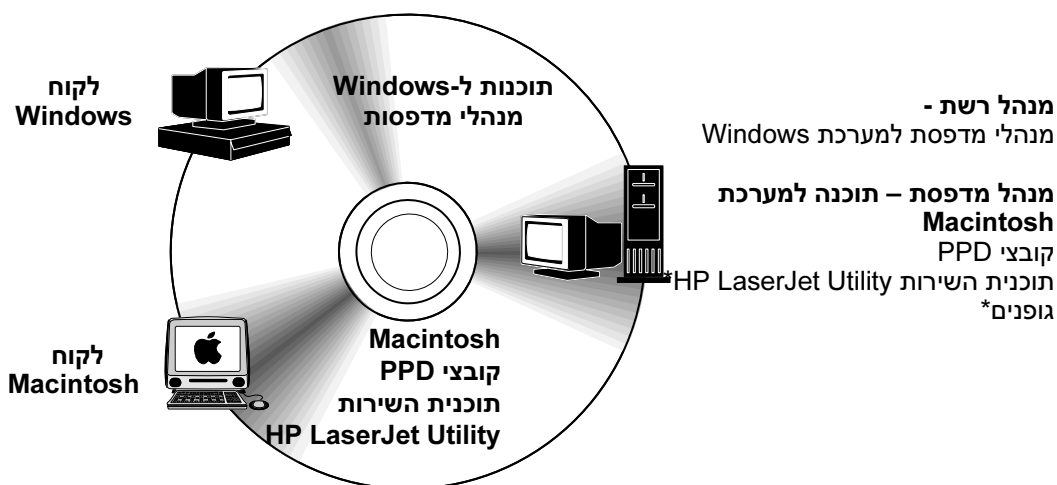 לקוח
Windows
תוכנות ל-Windows
מנהלי מדפסות
מנהל רשת -
מנהלי מדפסת למערכת Windows
מנהל מדפסת – תוכנה למערכת
Macintosh
קובצי PPD
תוכנית השירות HP LaserJet Utility*
גופנים*
לקוח
Macintosh
Macintosh
קובצי PPD
תוכנית השירות
HP LaserJet Utility